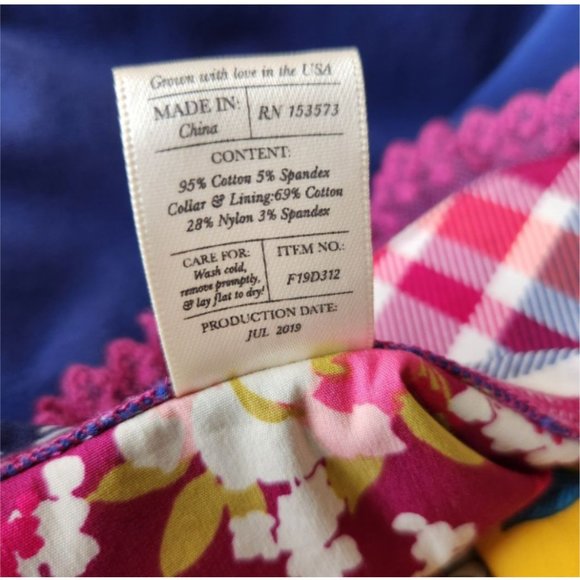 Grown with love in the USA
MADE IN:
China
RN 153573
CONTENT:
95% Cotton 5% Spandex
Collar & Lining:69% Cotton
28% Nylon 3% Spandex
CARE FOR:
Wash cold,
remove promptly,
& lay flat to dry!
ITEM NO.:
F19D312
PRODUCTION DATE:
JUL 2019